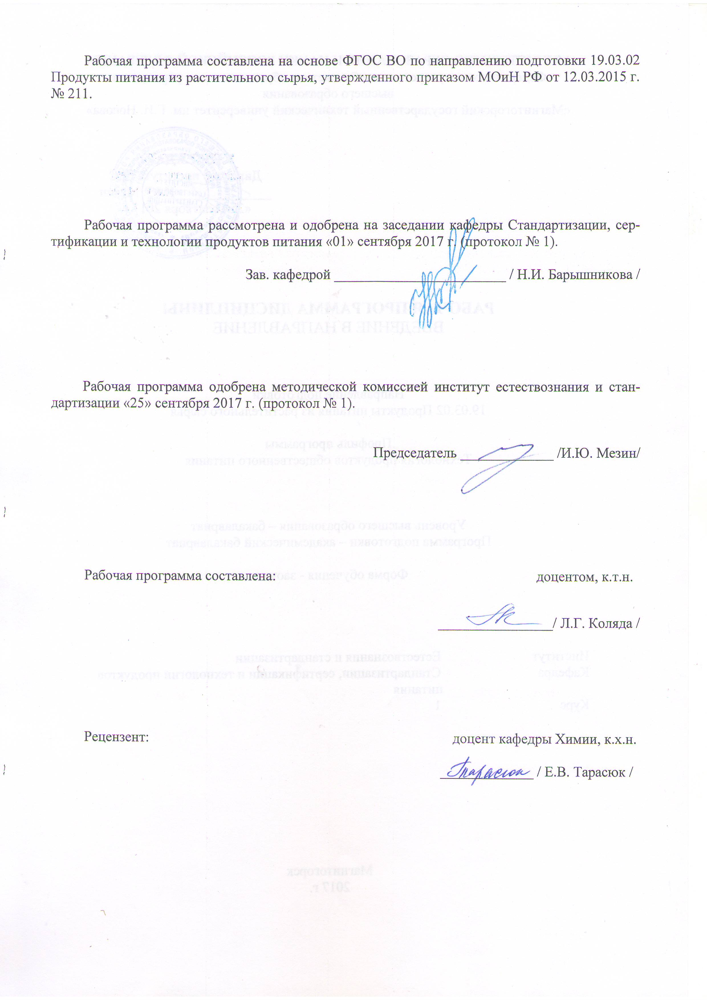 Рабочая программа составлена на основе ФГОС ВО по направлению подготовки 19.03.02
Продукты питания из растительного сырья, утвержденного приказом МОиН РФ от 12.03.2015 г.
№ 211.
Рабочая программа рассмотрена и одобрена на заседании кафедры Стандартизации, сер-
тификации и технологии продуктов питания «01» сентября 2017 г. (протокол № 1).
Зав. кафедрой ________________________ / Н.И. Барышникова /
Рабочая программа одобрена методической комиссией институт естествознания и стан-
дартизации «25» сентября 2017 г. (протокол № 1).
Председатель _____________ /И.Ю. Мезин/
Рабочая программа составлена: доцентом, к.т.н.
________________/ Л.Г. Коляда /
Рецензент: доцент кафедры Химии, к.х.н.
Тарасюк / Е.В. Тарасюк /